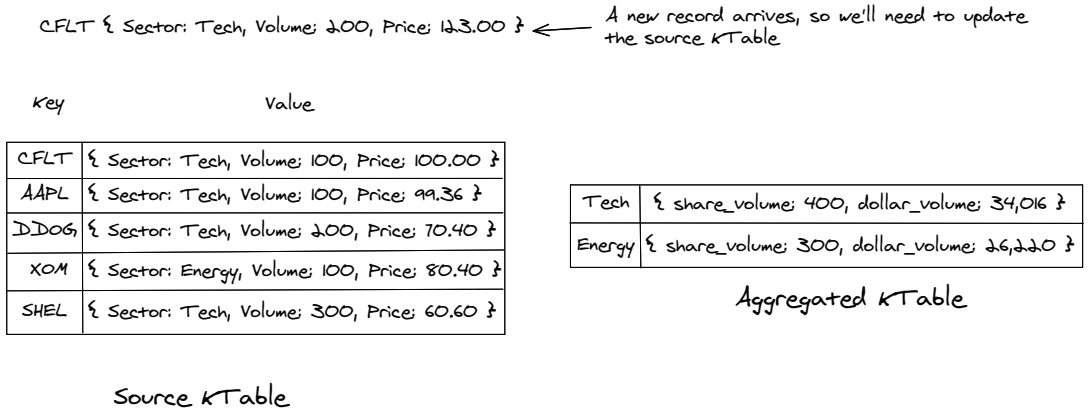 CFLT { Sector: Tech, Volume; 200, Price; 123.00 }
A new record arrives, so we'll need to update
the source KTable
Key Value
CFLT { Sector: Tech, Volume; 100, Price; 100.00 }
AAPL { Sector: Tech, Volume; 100, Price; 99.36 }
DDOG { Sector: Tech, Volume; 200, Price; 70.40 }
XOM { Sector: Energy, Volume; 100, Price; 80.40 }
SHEL { Sector: Tech, Volume; 300, Price; 60.60 }
Source KTable
Tech { share_volume; 400, dollar_volume; 34,016 }
Energy { share_volume; 300, dollar_volume; 26,220 }
Aggregated KTable